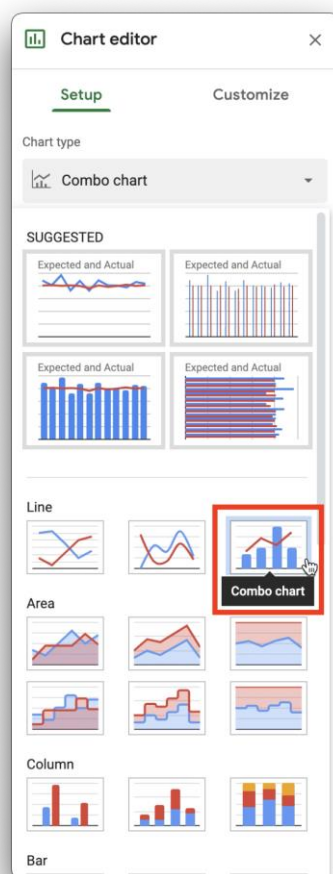 Chart editor
Setup Customize
Chart type
Combo chart
SUGGESTED
Expected and Actual Expected and Actual
Expected and Actual Expected and Actual
Line
Combo chart
Area
Column
Bar